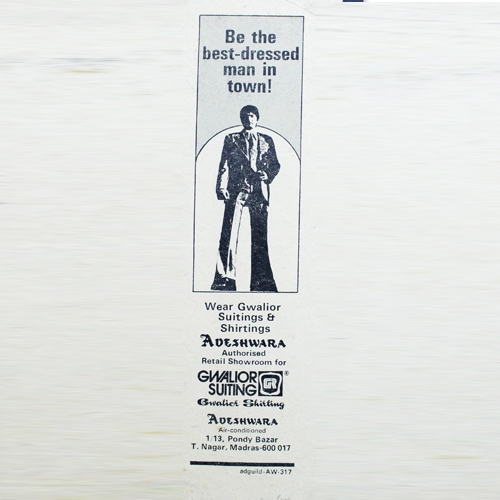 Be the
best-dressed
man in
town!
Wear Gwalior
Suitings &
Shirtings
ADESHWARA
Authorised
Retail Showroom for
GWALIOR
SUITING GR ®
Gwalior Shirting
ADESHWARA
Air-conditioned
1/13, Pondy Bazar
T. Nagar, Madras-600 017
adguild-AW-317